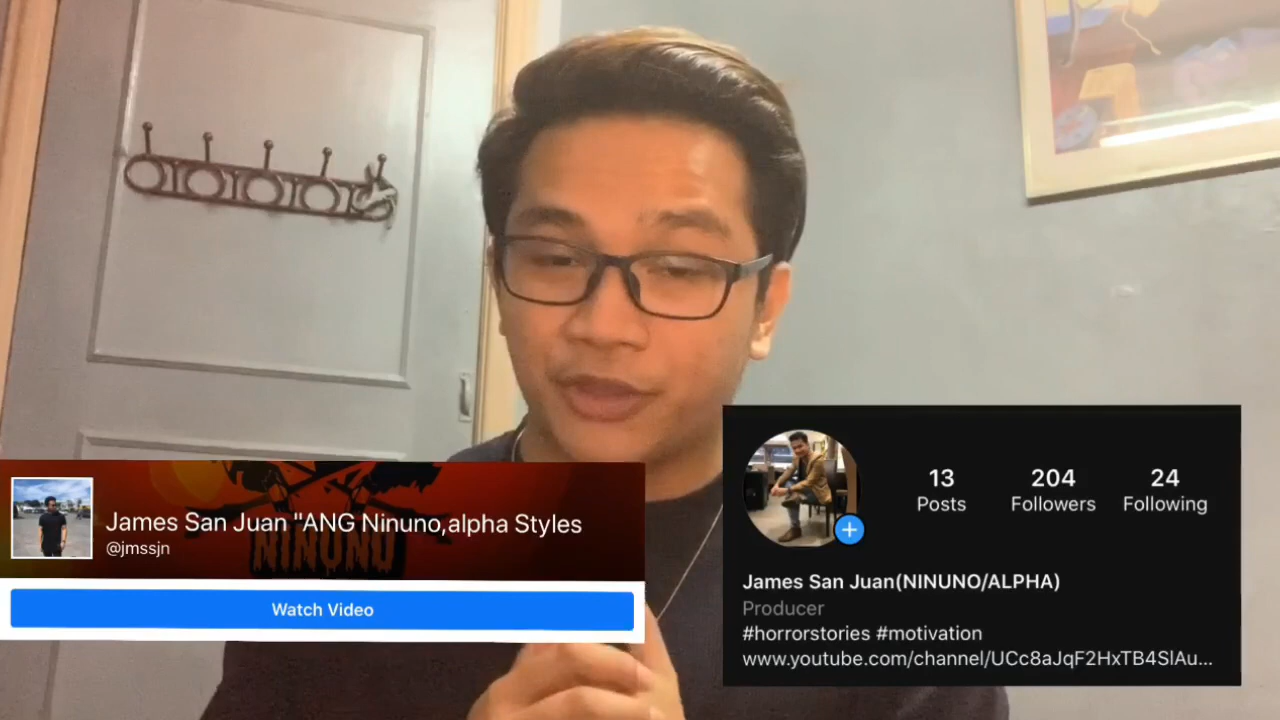 NINUNO
James San Juan "ANG Ninuno,alpha Styles
@jmssjn
Watch Video
13
204
24
Posts
Followers
Following
James San Juan(NINUNO/ALPHA)
Producer
#horrorstories #motivation
www.youtube.com/channel/UCc8aJqF2HxTB4SlAu...